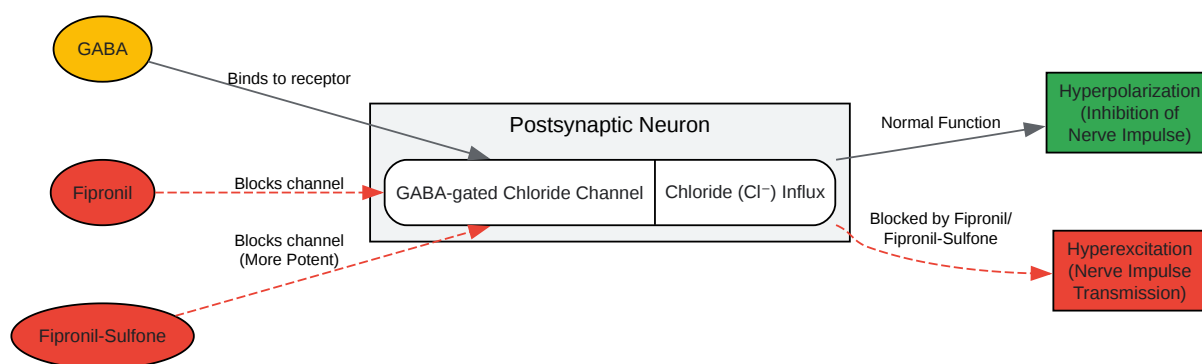 GABA
Binds to receptor
Fipronil
Blocks channel
Blocks channel
(More Potent)
Fipronil-Sulfone
Postsynaptic Neuron
GABA-gated Chloride Channel
Chloride (Cl⁻) Influx
Normal Function
Blocked by Fipronil/
Fipronil-Sulfone
Hyperpolarization
(Inhibition of
Nerve Impulse)
Hyperexcitation
(Nerve Impulse
Transmission)